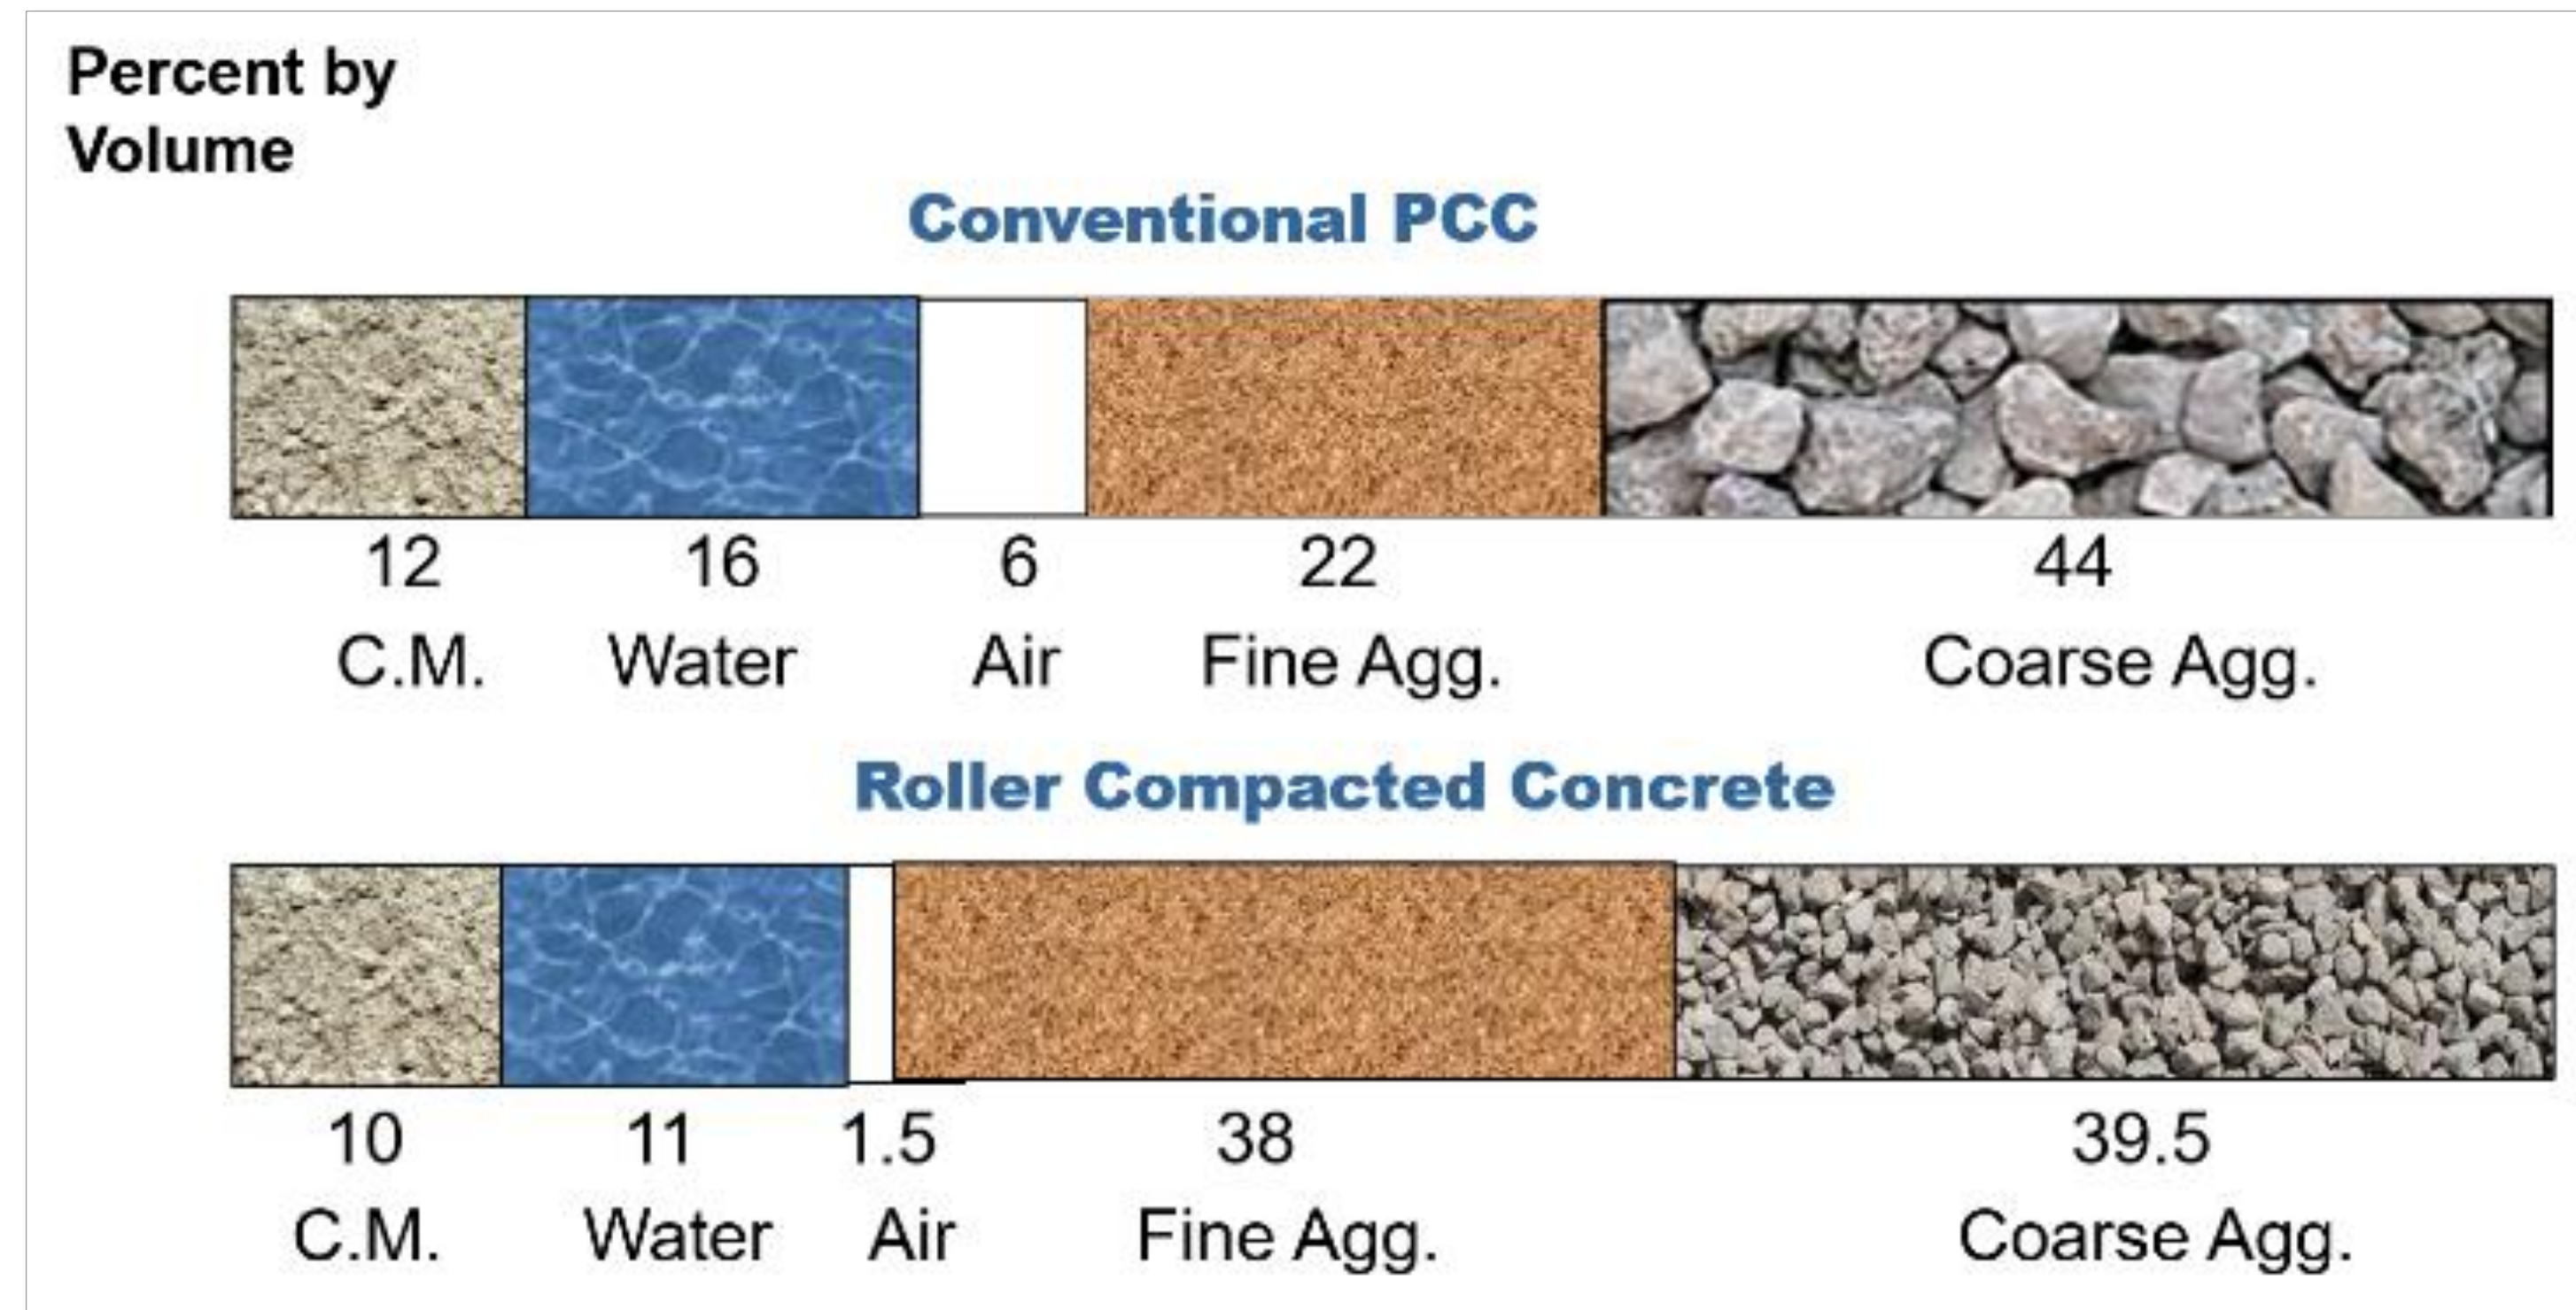 Percent by
Volume
Conventional PCC
12 16 6 22 44
C.M. Water Air Fine Agg. Coarse Agg.
Roller Compacted Concrete
10 11 1.5 38 39.5
C.M. Water Air Fine Agg. Coarse Agg.